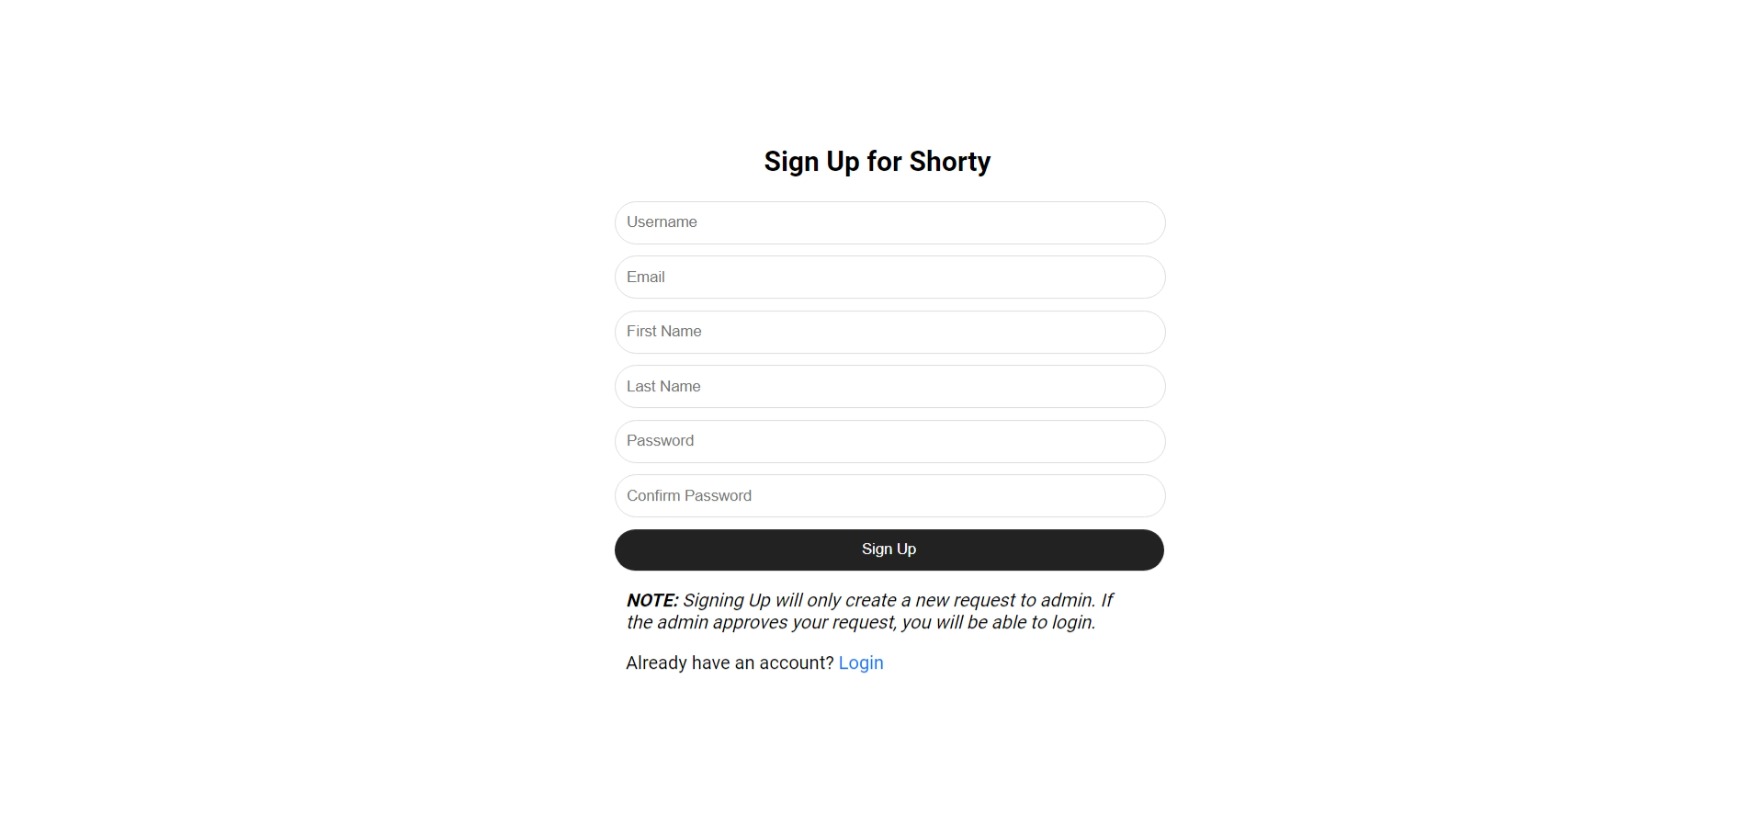 Sign Up for Shorty
Username
Email
First Name
Last Name
Password
Confirm Password
Sign Up
NOTE: Signing Up will only create a new request to admin. If
the admin approves your request, you will be able to login.
Already have an account? Login